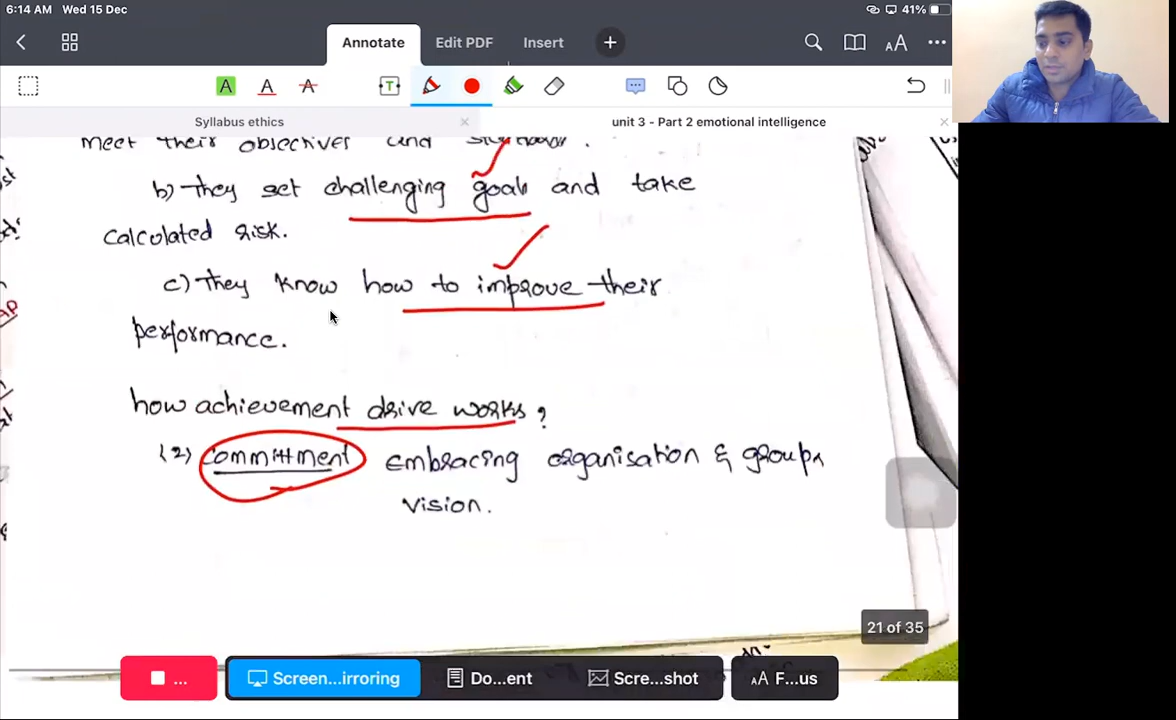 6:14 AM Wed 15 Dec
41%
Annotate
Edit PDF
Insert
Syllabus ethics
unit 3 - Part 2 emotional intelligence
meet their objectives and
b) They set challenging goals and take
calculated risk.
c) They know how to improve their
performance.
how achievement drive works?
(2) Committment embracing organisation & groups
vision.
21 of 35
...
Screen...irroring
Do...ent
Scre...shot
AA F...us